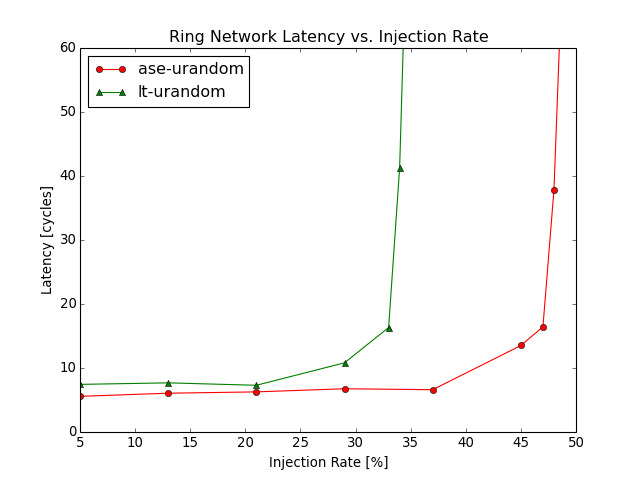 Ring Network Latency vs. Injection Rate
60
50
40
30
20
10
0
Latency [cycles]
ase-urandom
lt-urandom
5 10 15 20 25 30 35 40 45 50
Injection Rate [%]